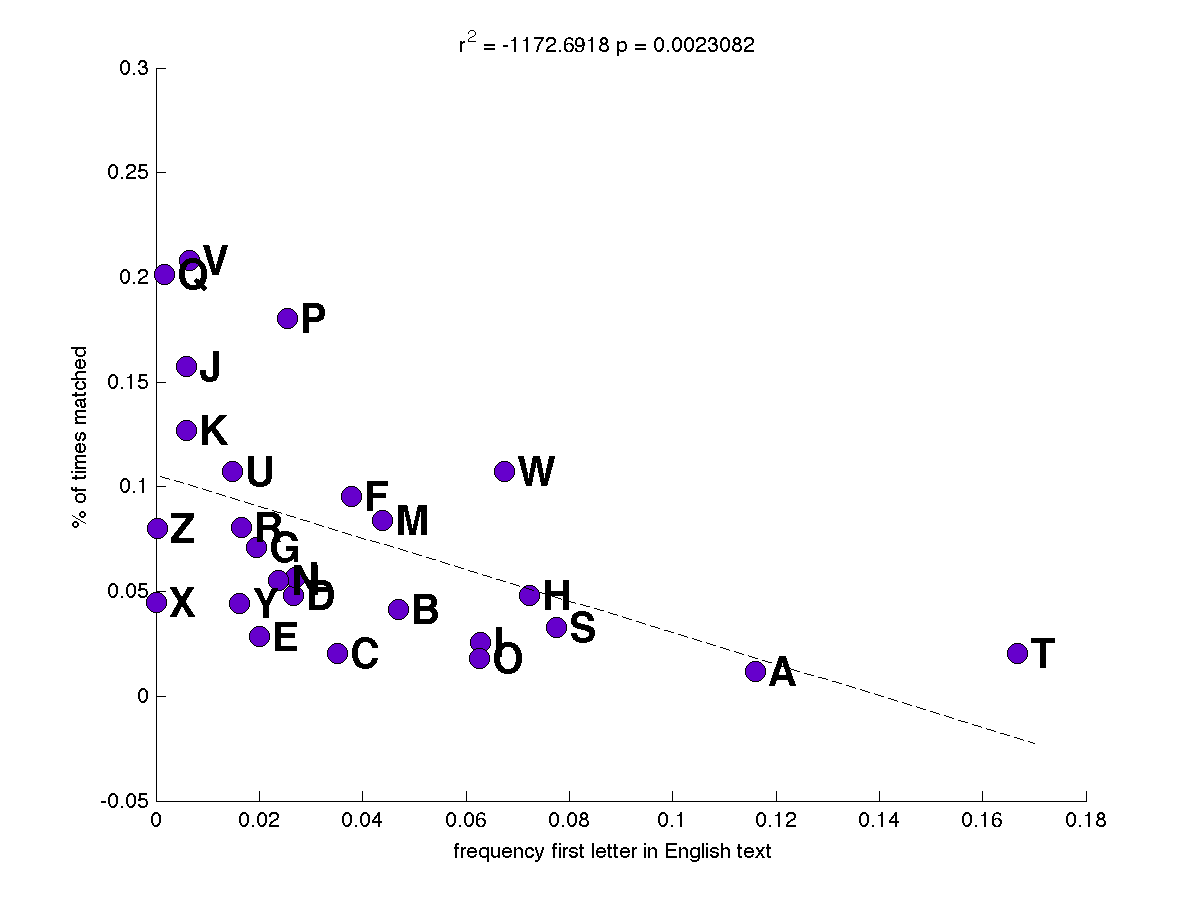 r2 = -1172.6918 p = 0.0023082
0.3
0.25
0.2
0.15
0.1
0.05
0
-0.05
% of times matched
V
Q
P
J
K
U
W
F
M
Z
R
G
N
D
X
Y
B
H
E
S
C
I
O
A
T
0 0.02 0.04 0.06 0.08 0.1 0.12 0.14 0.16 0.18
frequency first letter in English text